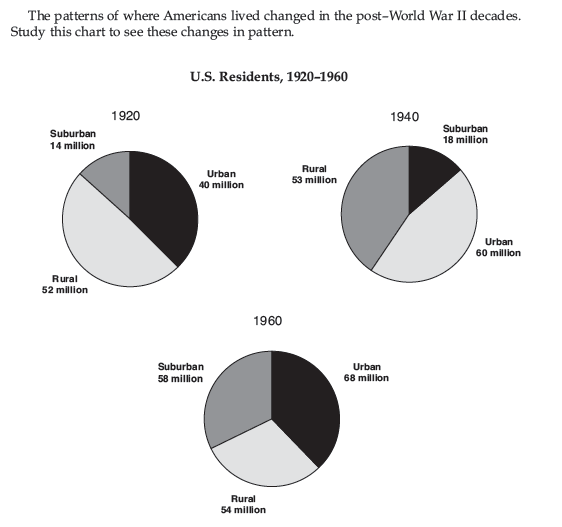 The patterns of where Americans lived changed in the post–World War II decades.
Study this chart to see these changes in pattern.
U.S. Residents, 1920–1960
1920
Suburban
14 million
Urban
40 million
Rural
52 million
1940
Suburban
18 million
Rural
53 million
Urban
60 million
1960
Suburban
58 million
Urban
68 million
Rural
54 million